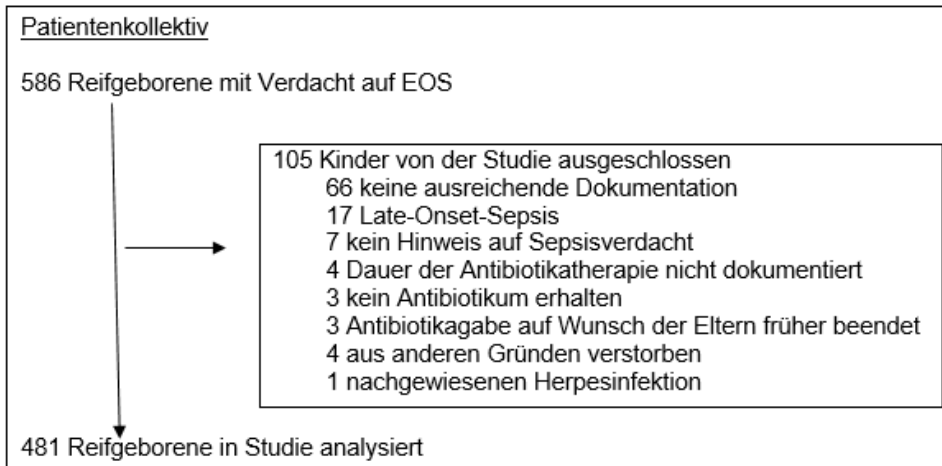 Patientenkollektiv
586 Reifgeborene mit Verdacht auf EOS
105 Kinder von der Studie ausgeschlossen
66 keine ausreichende Dokumentation
17 Late-Onset-Sepsis
7 kein Hinweis auf Sepsisverdacht
4 Dauer der Antibiotikatherapie nicht dokumentiert
3 kein Antibiotikum erhalten
3 Antibiotikagabe auf Wunsch der Eltern früher beendet
4 aus anderen Gründen verstorben
1 nachgewiesenen Herpesinfektion
481 Reifgeborene in Studie analysiert